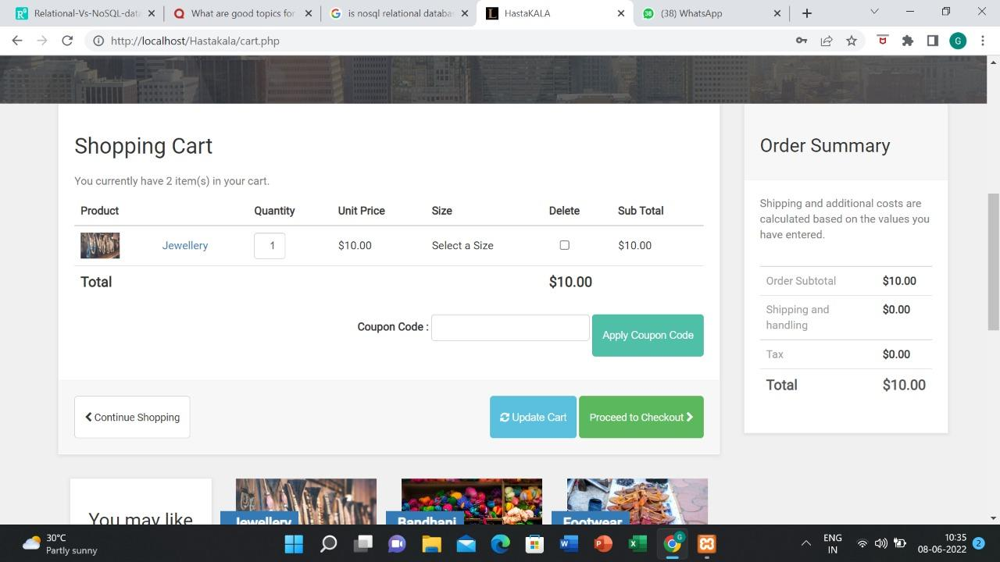 Relational-Vs-NoSQL-dat
What are good topics
is nosql relational databa
L HastaKALA
38 (38) WhatsApp
http://localhost/Hastakala/cart.php
G
Shopping Cart
You currently have 2 item(s) in your cart.
Product Quantity Unit Price Size Delete Sub Total
Jewellery 1 $10.00 Select a Size $10.00
Total $10.00
Coupon Code : Apply Coupon Code
Continue Shopping Update Cart Proceed to Checkout
Order Summary
Shipping and additional costs are
calculated based on the values you
have entered.
Order Subtotal $10.00
Shipping and $0.00
handling
Tax $0.00
Total $10.00
You may like
Jewellery
Bandhani
Footwear
30°C
Partly sunny
ENG
IN
10:35
08-06-2022
2